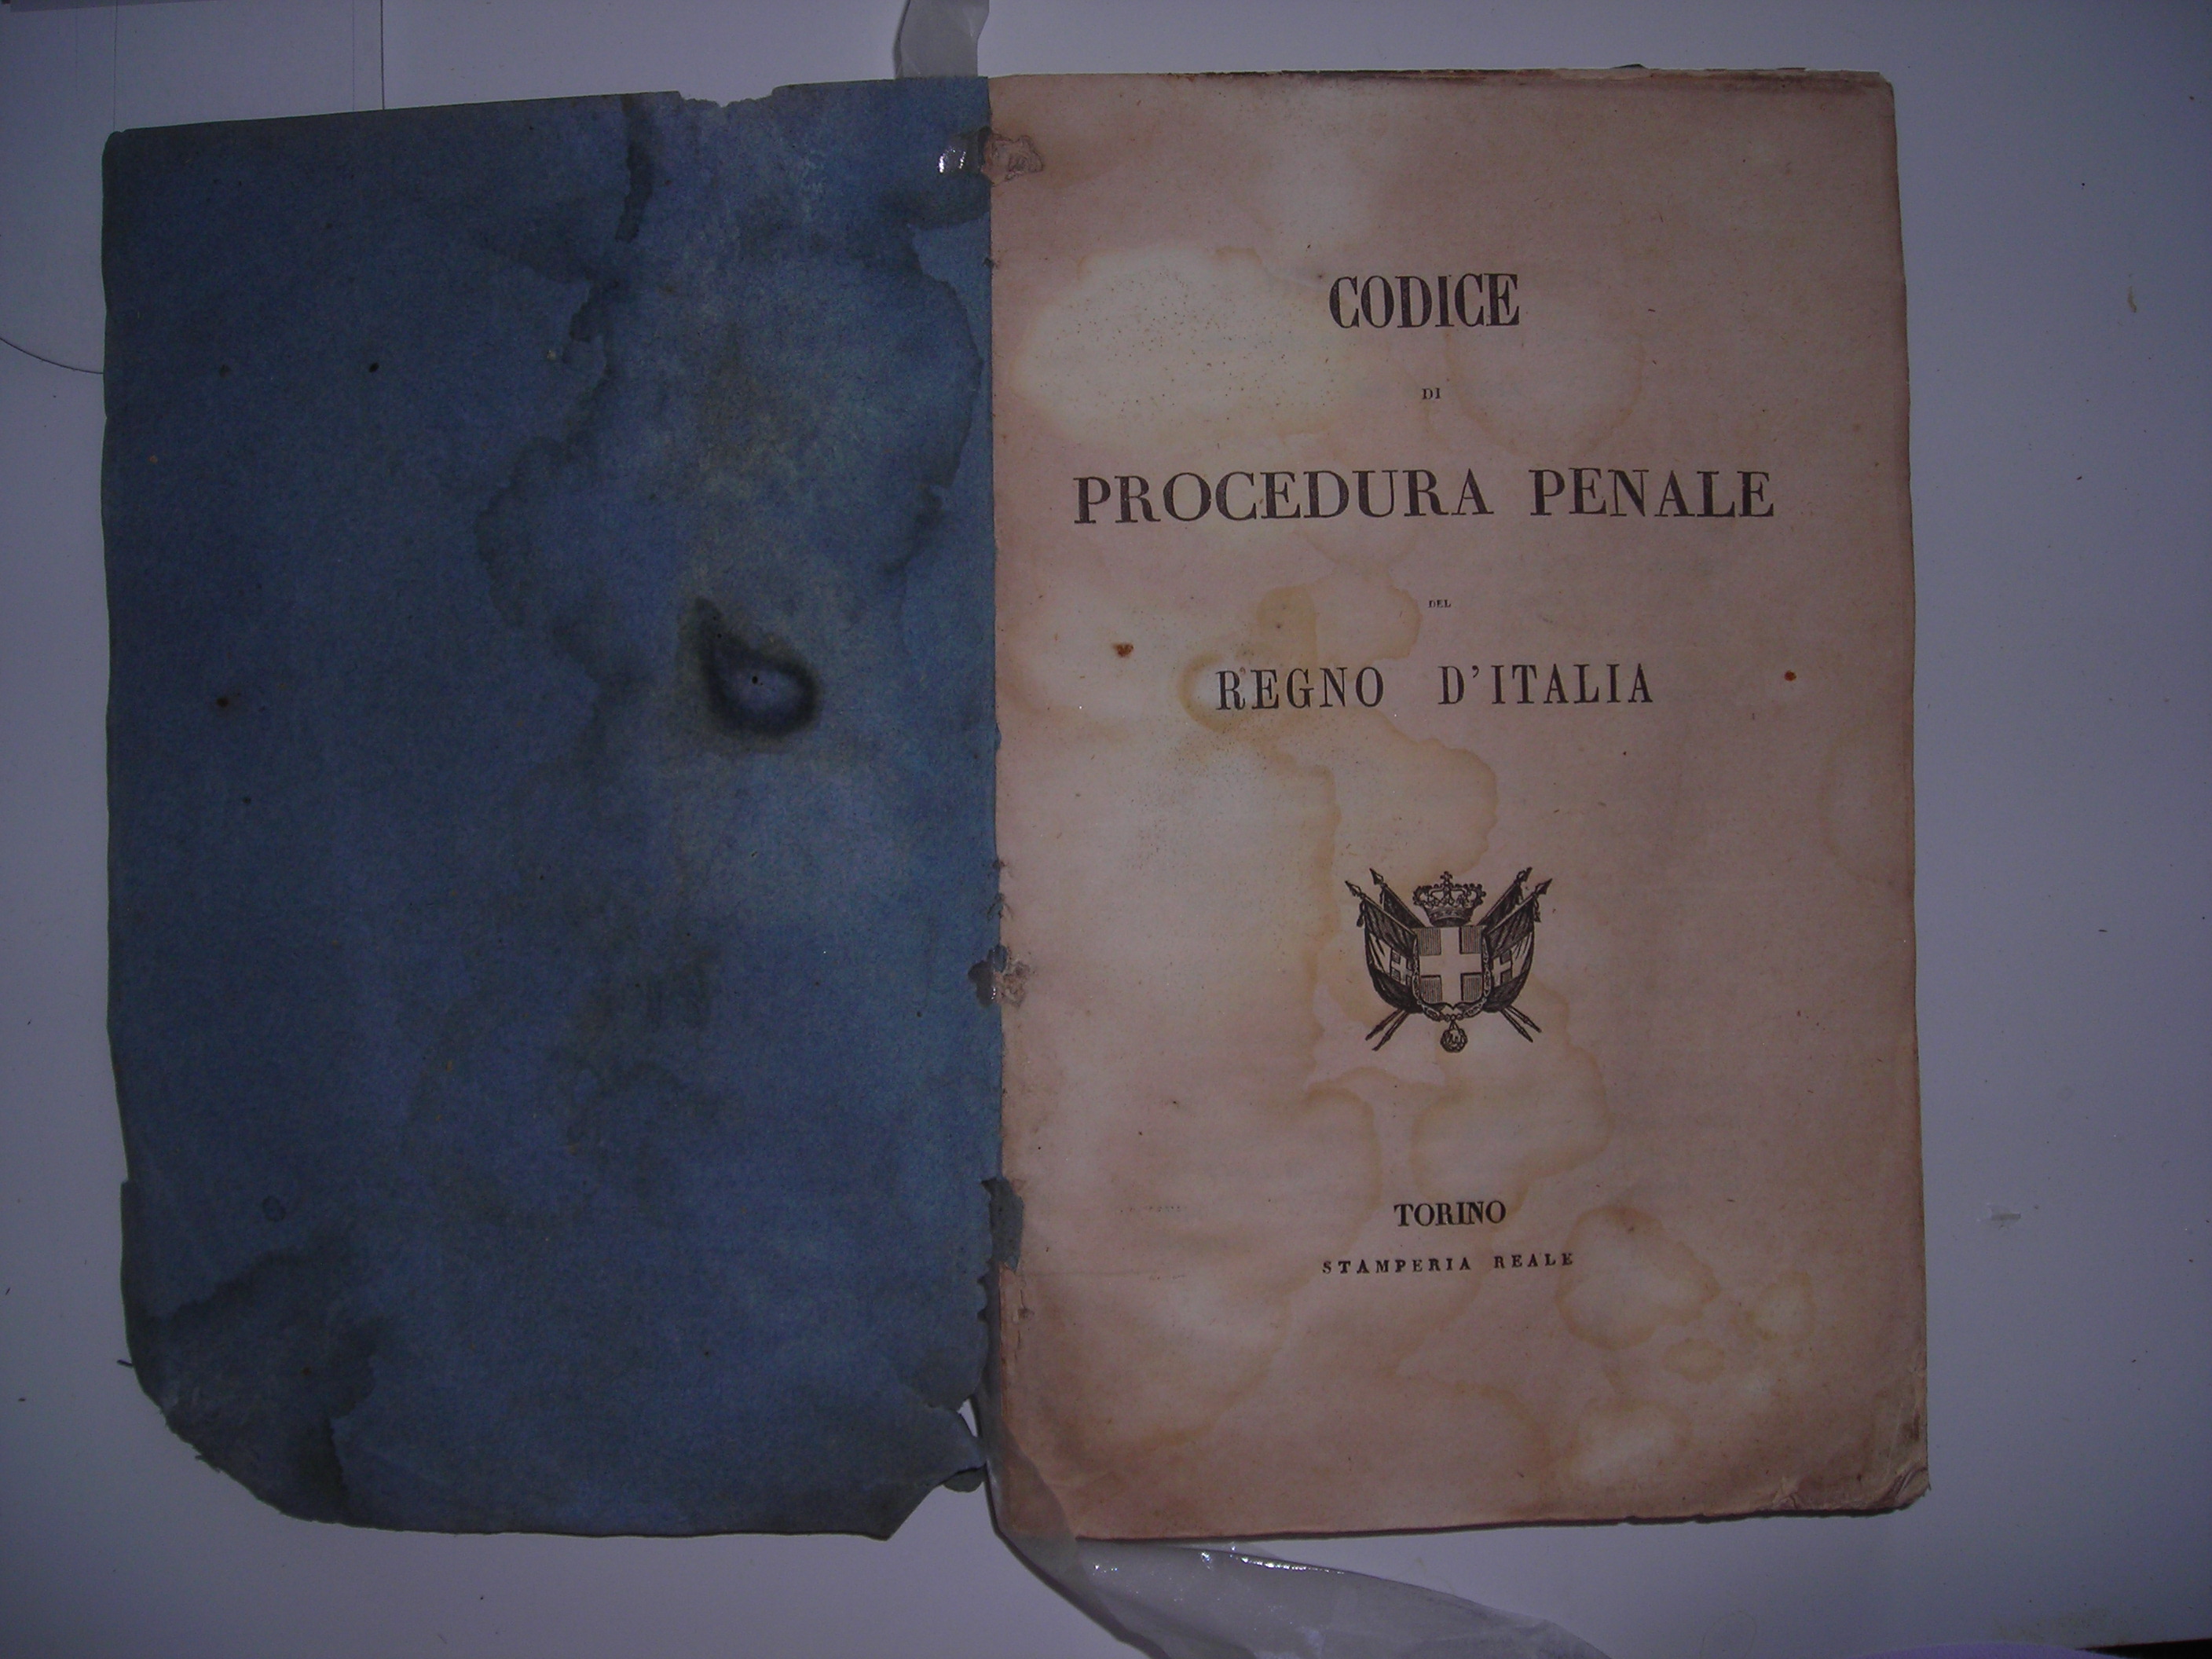 CODICE
DI
PROCEDURA PENALE
DEL
REGNO D'ITALIA
TORINO
STAMPERIA REALE